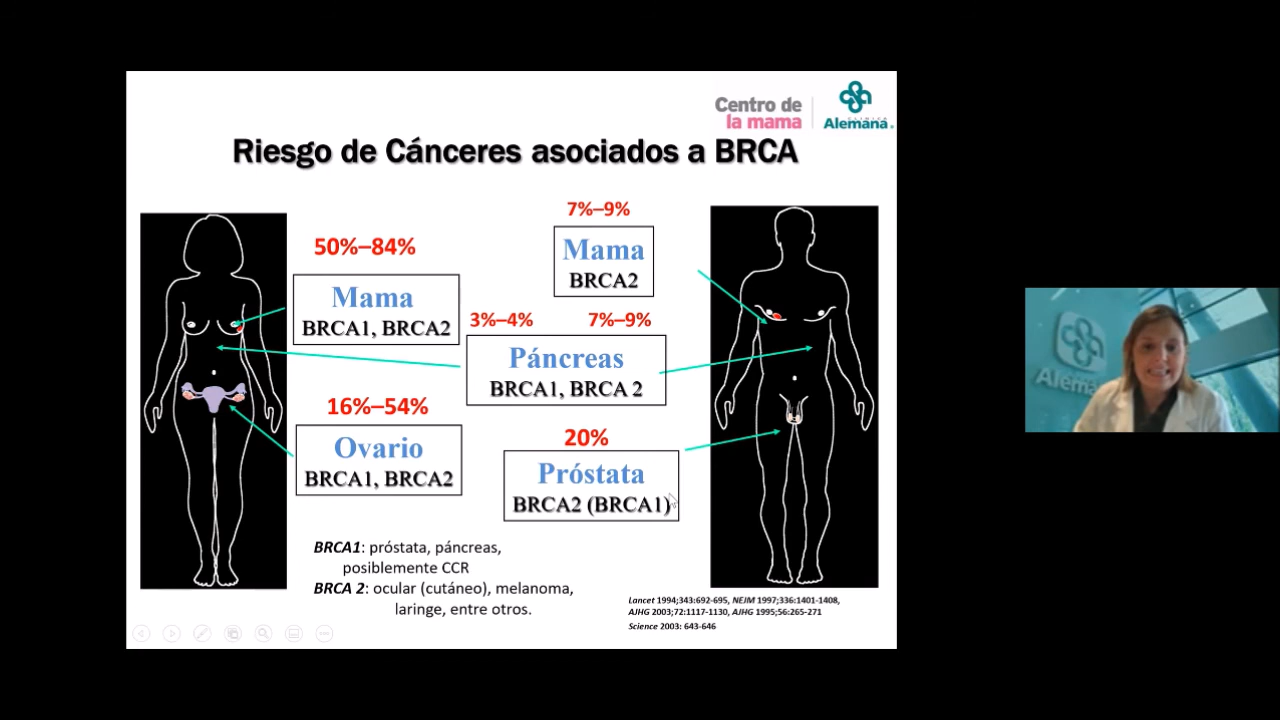 Centro de
la mama
Alemana
Riesgo de Cánceres asociados a BRCA
50%–84%
Mama
BRCA1, BRCA2
16%–54%
Ovario
BRCA1, BRCA2
7%–9%
Mama
BRCA2
3%–4%
7%–9%
Páncreas
BRCA1, BRCA 2
20%
Próstata
BRCA2 (BRCA1)
BRCA1: próstata, páncreas,
posiblemente CCR
BRCA 2: ocular (cutáneo), melanoma,
laringe, entre otros.
Lancet 1994;343:692-695, NEJM 1997;336:1401-1408,
AJHG 2003;72:1117-1130, AJHG 1995;56:265-271
Science 2003: 643-646
Alema